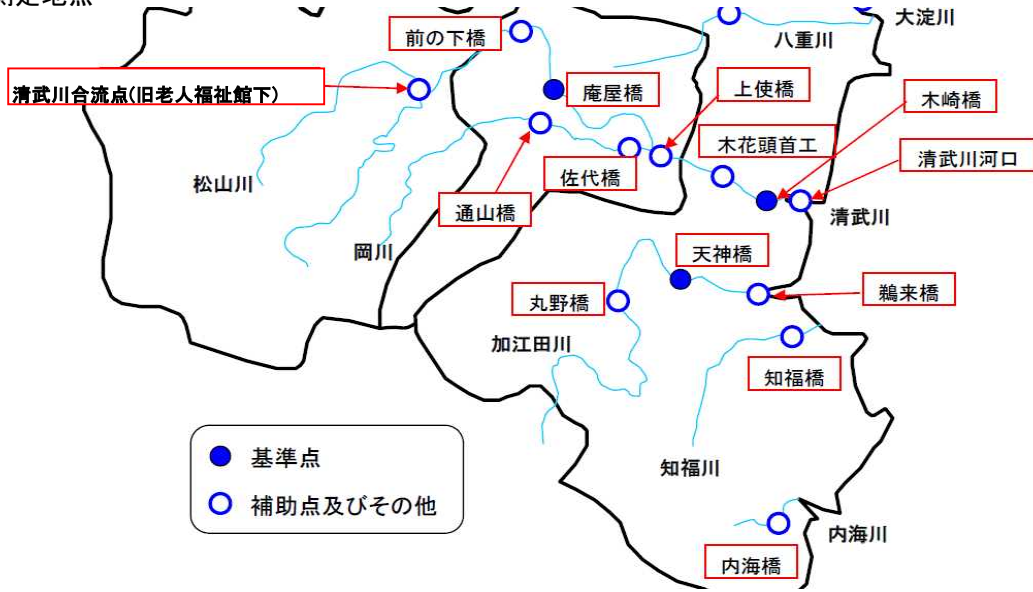 大淀川
前の下橋
八重川
清武川合流点(旧老人福祉館下)
庵屋橋
上使橋
木崎橋
木花頭首工
清武川河口
松山川
佐代橋
通山橋
清武川
岡川
天神橋
丸野橋
鵜来橋
加江田川
知福橋
基準点
知福川
補助点及びその他
内海川
内海橋